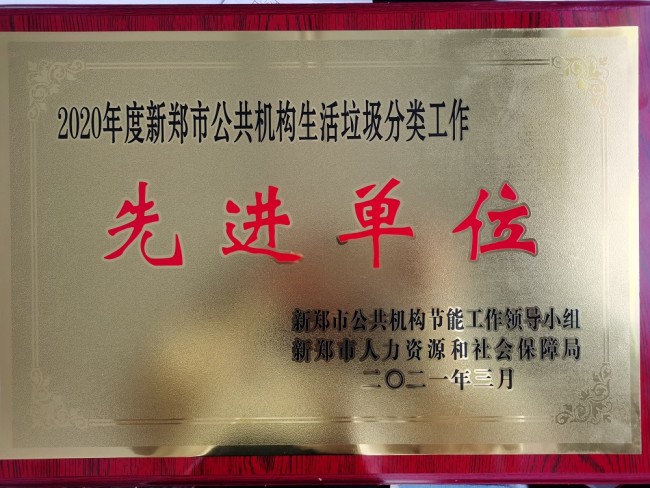 2020年度新郑市公共机构生活垃圾分类工作
先进单位
新郑市公共机构节能工作领导小组
新郑市人力资源和社会保障局
二〇二一年三月